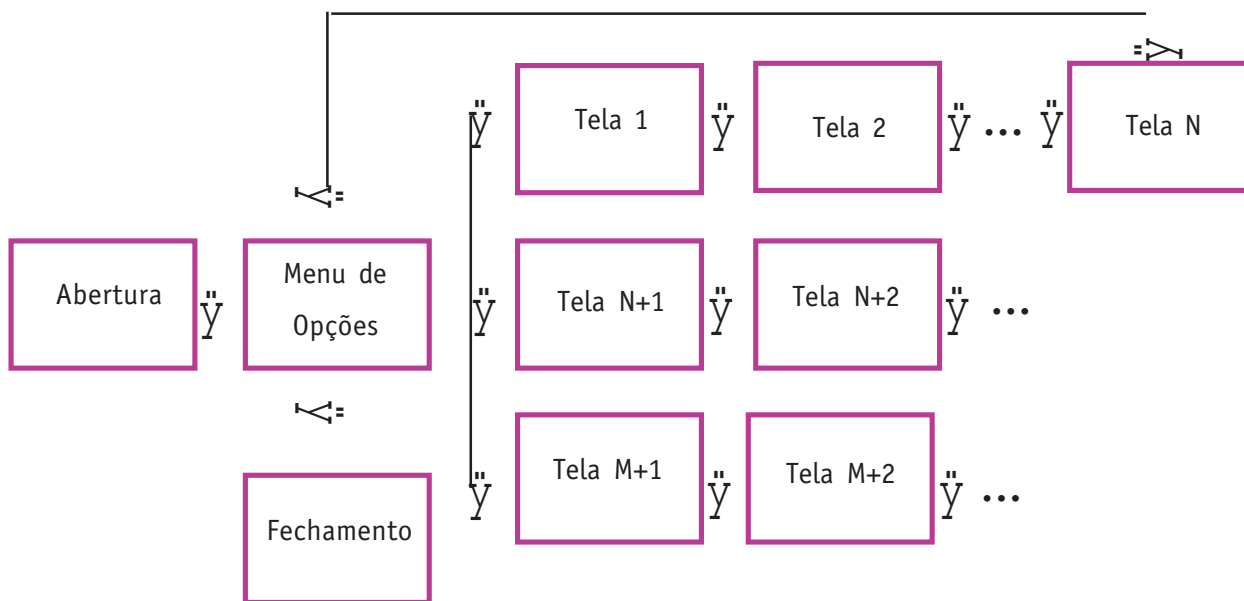 ÿ Tela 1 ÿ Tela 2 ÿ ... ÿ Tela N
Abertura ÿ Menu de
Opções
ÿ Tela N+1 ÿ Tela N+2 ÿ ...
ÿ Tela M+1 ÿ Tela M+2 ÿ ...
Fechamento